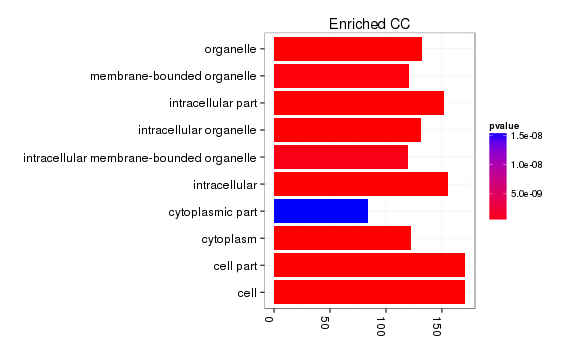 Enriched CC
organelle
membrane-bounded organelle
intracellular part
intracellular organelle
intracellular membrane-bounded organelle
intracellular
cytoplasmic part
cytoplasm
cell part
cell
0
50
100
150
pvalue
1.5e-08
1.0e-08
5.0e-09